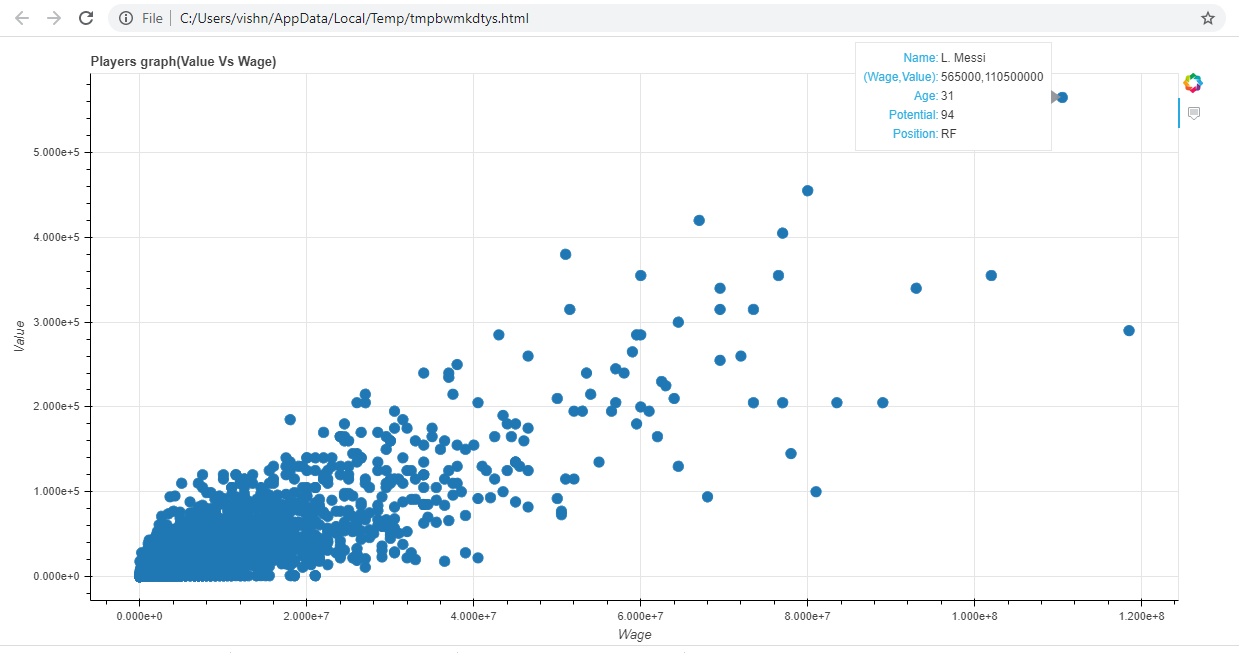 File | C:/Users/vishn/AppData/Local/Temp/tmpbwmkdtys.html
Players graph(Value Vs Wage)
Name: L. Messi
(Wage,Value): 565000,110500000
Age: 31
Potential: 94
Position: RF
5.000e+5
4.000e+5
3.000e+5
2.000e+5
1.000e+5
0.000e+0
Value
0.000e+0 2.000e+7 4.000e+7 6.000e+7 8.000e+7 1.000e+8 1.200e+8
Wage